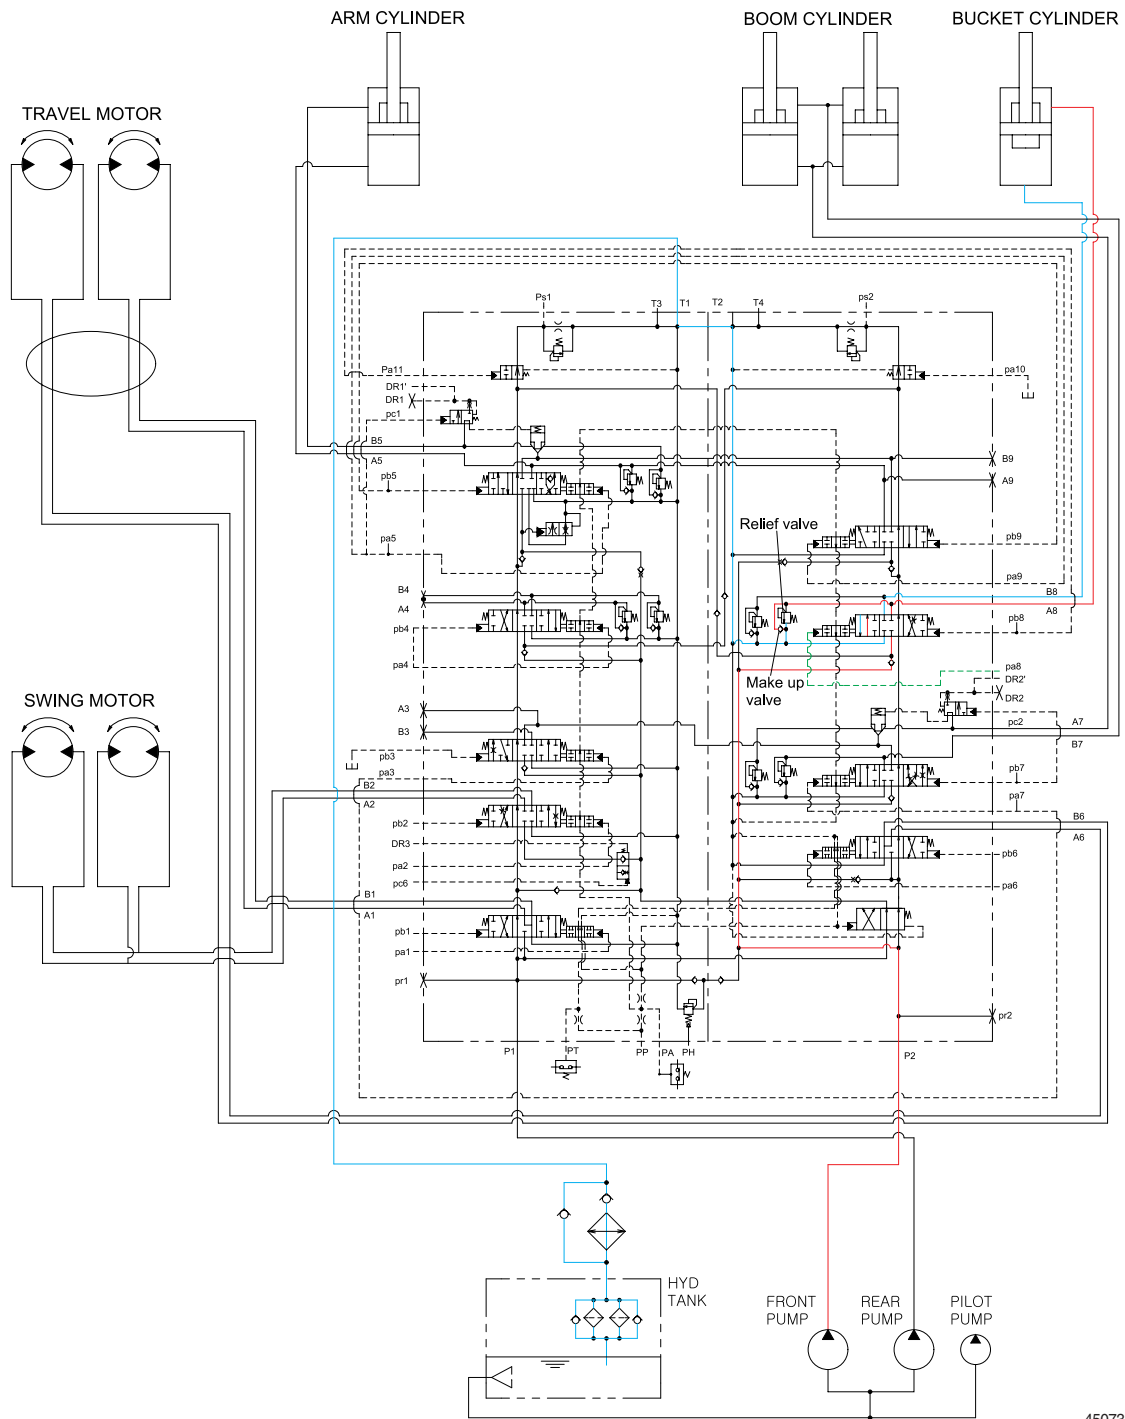 ARM CYLINDER
BOOM CYLINDER
BUCKET CYLINDER
TRAVEL MOTOR
Ps1
T3
T1
T2
T4
ps2
Pa11
pa10
DR1'
DR1
pc1
B5
A5
B9
A9
pb5
Relief valve
pb9
pa5
pa9
B4
A4
B8
A8
pb4
pb8
pa4
pa8
DR2'
DR2
Make up
valve
SWING MOTOR
A3
B3
pc2
A7
B7
pb3
pa3
pb7
pa7
B2
A2
B6
A6
pb2
DR3
pa2
pc6
pb6
pa6
B1
A1
pb1
pa1
pr1
pr2
P1
PT
PP
PA
PH
P2
HYD
TANK
FRONT
PUMP
REAR
PUMP
PILOT
PUMP